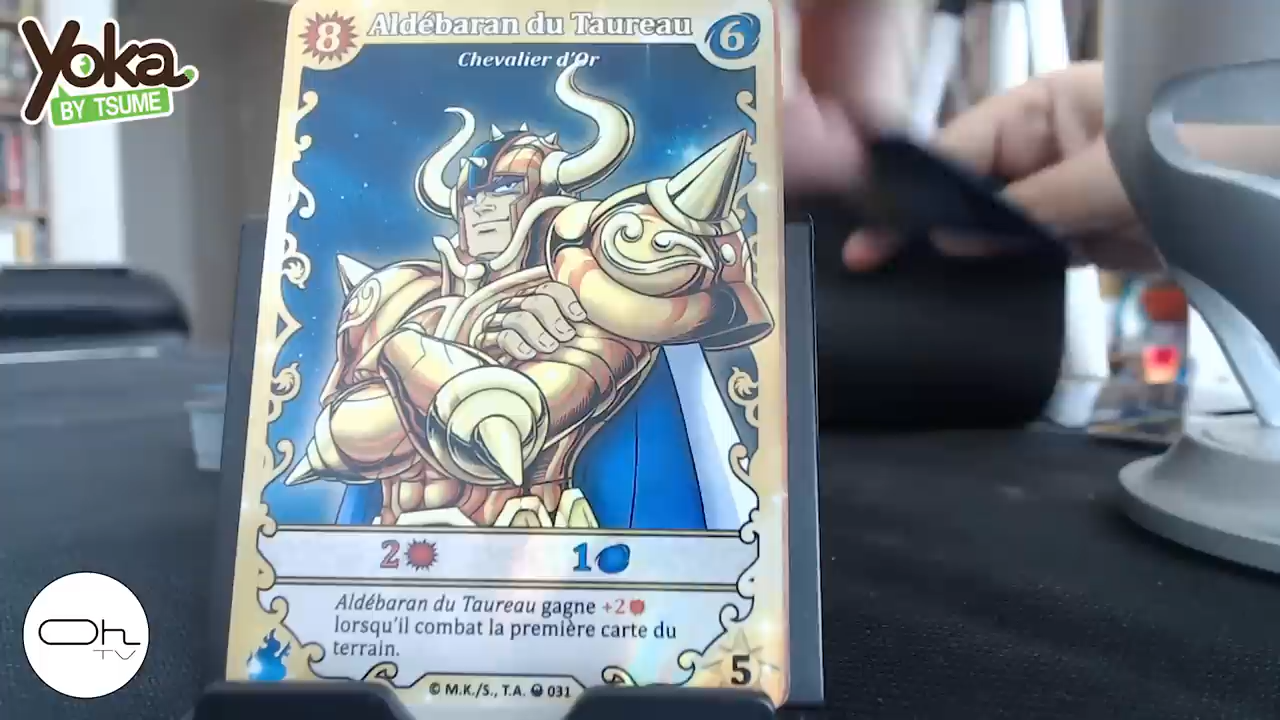 Yoka
BY TSUME
8
Aldébaran du Taureau
6
Chevalier d'Or
2
1
Aldébaran du Taureau gagne +2
lorsqu'il combat la première carte du
terrain.
5
© M.K./S., T.A. 031
Oh
TV